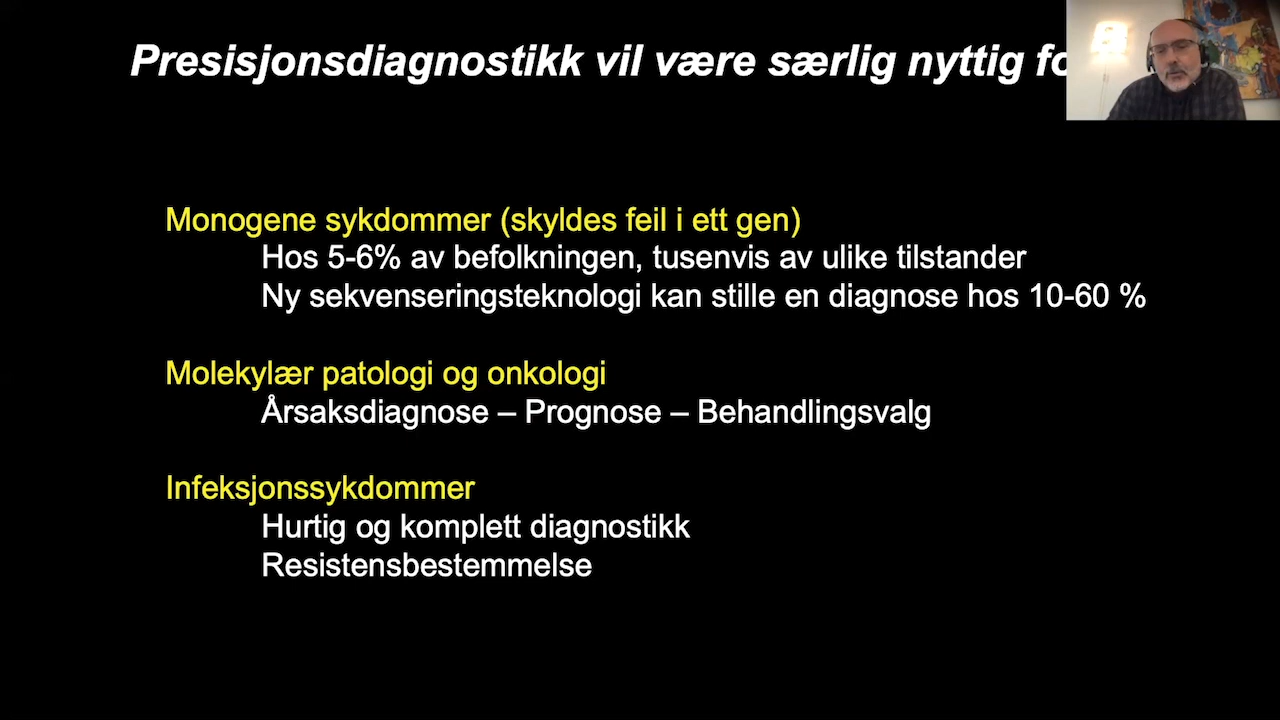 Presisjonsdiagnostikk vil være særlig nyttig
Monogene sykdommer (skyldes feil i ett gen)
Hos 5-6% av befolkningen, tusenvis av ulike tilstander
Ny sekvenseringsteknologi kan stille en diagnose hos 10-60 %
Molekylær patologi og onkologi
Årsaksdiagnose – Prognose – Behandlingsvalg
Infeksjonssykdommer
Hurtig og komplett diagnostikk
Resistensbestemmelse